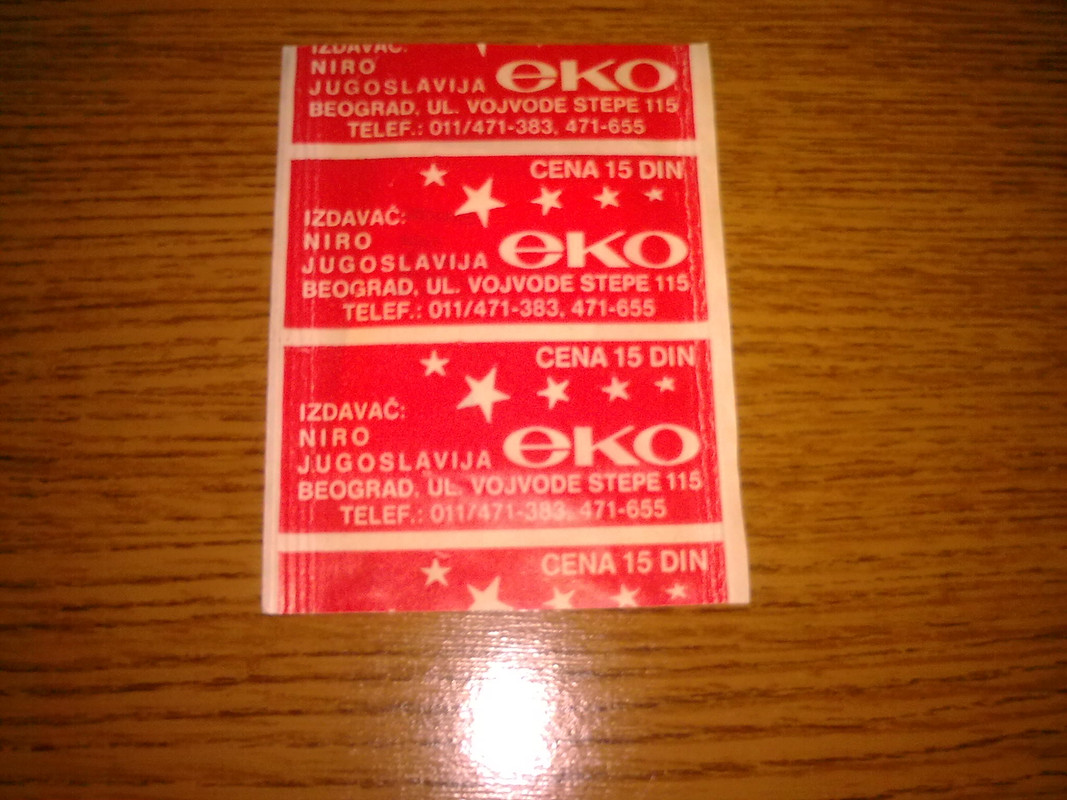 IZDAVAČ:
NIRO
JUGOSLAVIJA eko
BEOGRAD, UL. VOJVODE STEPE 115
TELEF.: 011/471-383, 471-655
CENA 15 DIN
IZDAVAČ:
NIRO
JUGOSLAVIJA eko
BEOGRAD, UL. VOJVODE STEPE 115
TELEF.: 011/471-383, 471-655
CENA 15 DIN
IZDAVAČ:
NIRO
JUGOSLAVIJA eko
BEOGRAD, UL. VOJVODE STEPE 115
TELEF.: 011/471-383, 471-655
CENA 15 DIN